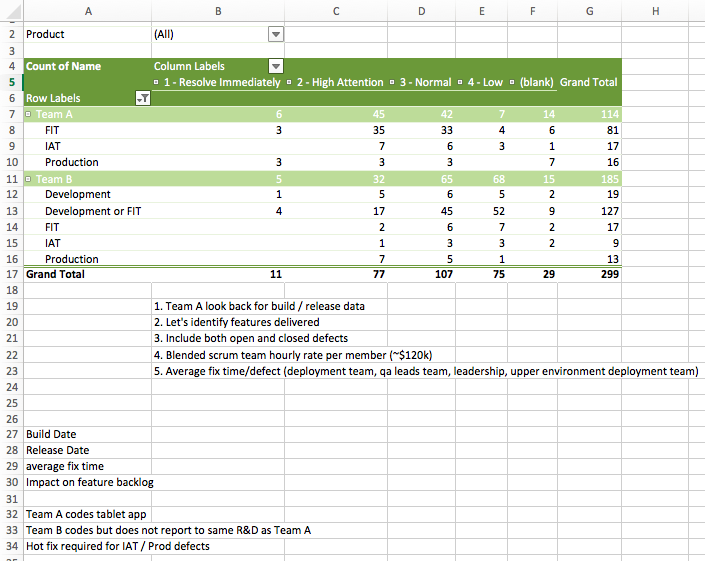 A B C D E F G H
2 Product (All)
3
4 Count of Name Column Labels
5 1 - Resolve Immediately 2 - High Attention 3 - Normal 4 - Low (blank) Grand Total
6 Row Labels
7 Team A 6 45 42 7 14 114
8 FIT 3 35 33 4 6 81
9 IAT 7 6 3 1 17
10 Production 3 3 3 7 16
11 Team B 5 32 65 68 15 185
12 Development 1 5 6 5 2 19
13 Development or FIT 4 17 45 52 9 127
14 FIT 2 6 7 2 17
15 IAT 1 3 3 2 9
16 Production 7 5 1 13
17 Grand Total 11 77 107 75 29 299
18
19 1. Team A look back for build / release data
20 2. Let's identify features delivered
21 3. Include both open and closed defects
22 4. Blended scrum team hourly rate per member (~$120k)
23 5. Average fix time/defect (deployment team, qa leads team, leadership, upper environment deployment team)
24
25
26
27 Build Date
28 Release Date
29 average fix time
30 Impact on feature backlog
31
32 Team A codes tablet app
33 Team B codes but does not report to same R&D as Team A
34 Hot fix required for IAT / Prod defects